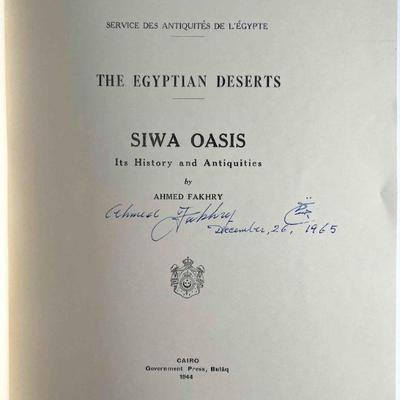 SERVICE DES ANTIQUITÉS DE L'ÉGYPTE
THE EGYPTIAN DESERTS
SIWA OASIS
Its History and Antiquities
by
AHMED FAKHRY
Ahmed Fakhry
December, 26, 1965
CAIRO
Government Press, Bulâq
1944